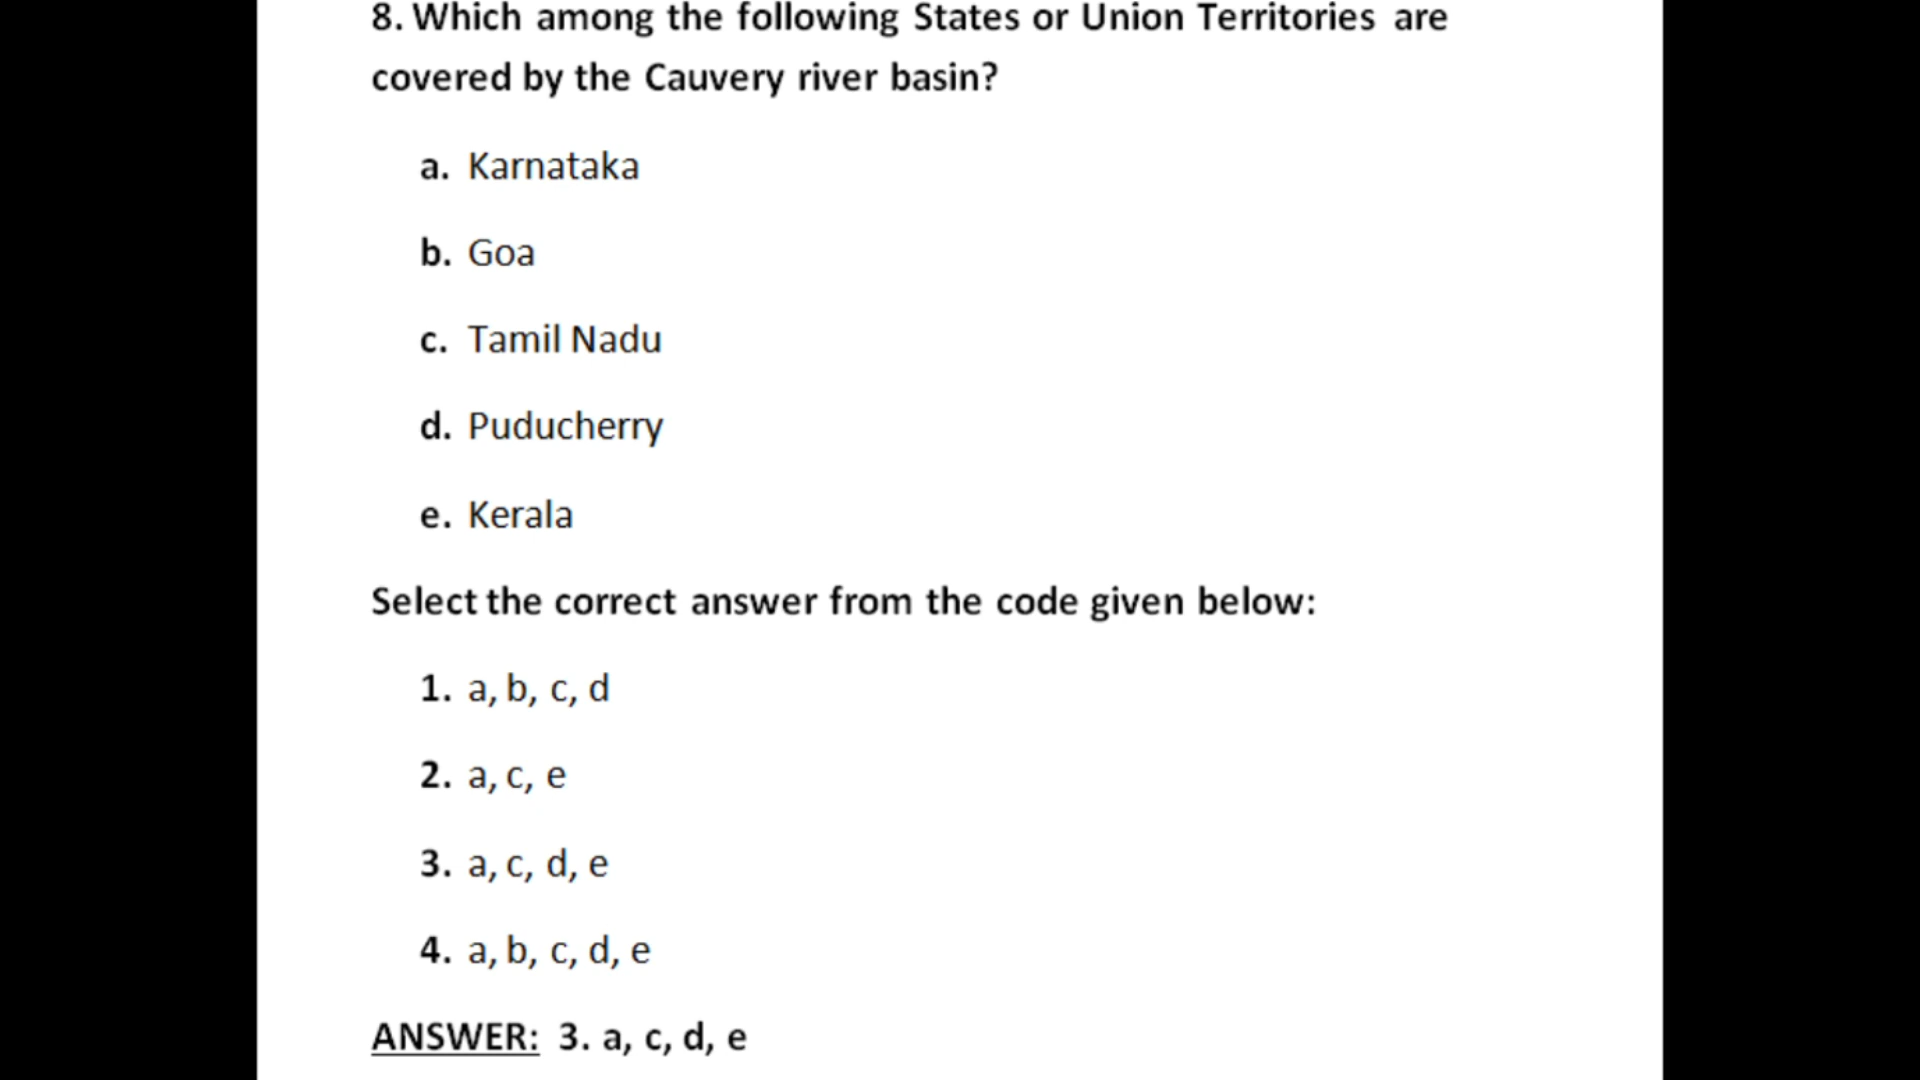 8. Which among the following States or Union Territories are
covered by the Cauvery river basin?
a. Karnataka
b. Goa
c. Tamil Nadu
d. Puducherry
e. Kerala
Select the correct answer from the code given below:
1. a, b, c, d
2. a, c, e
3. a, c, d, e
4. a, b, c, d, e
ANSWER: 3. a, c, d, e